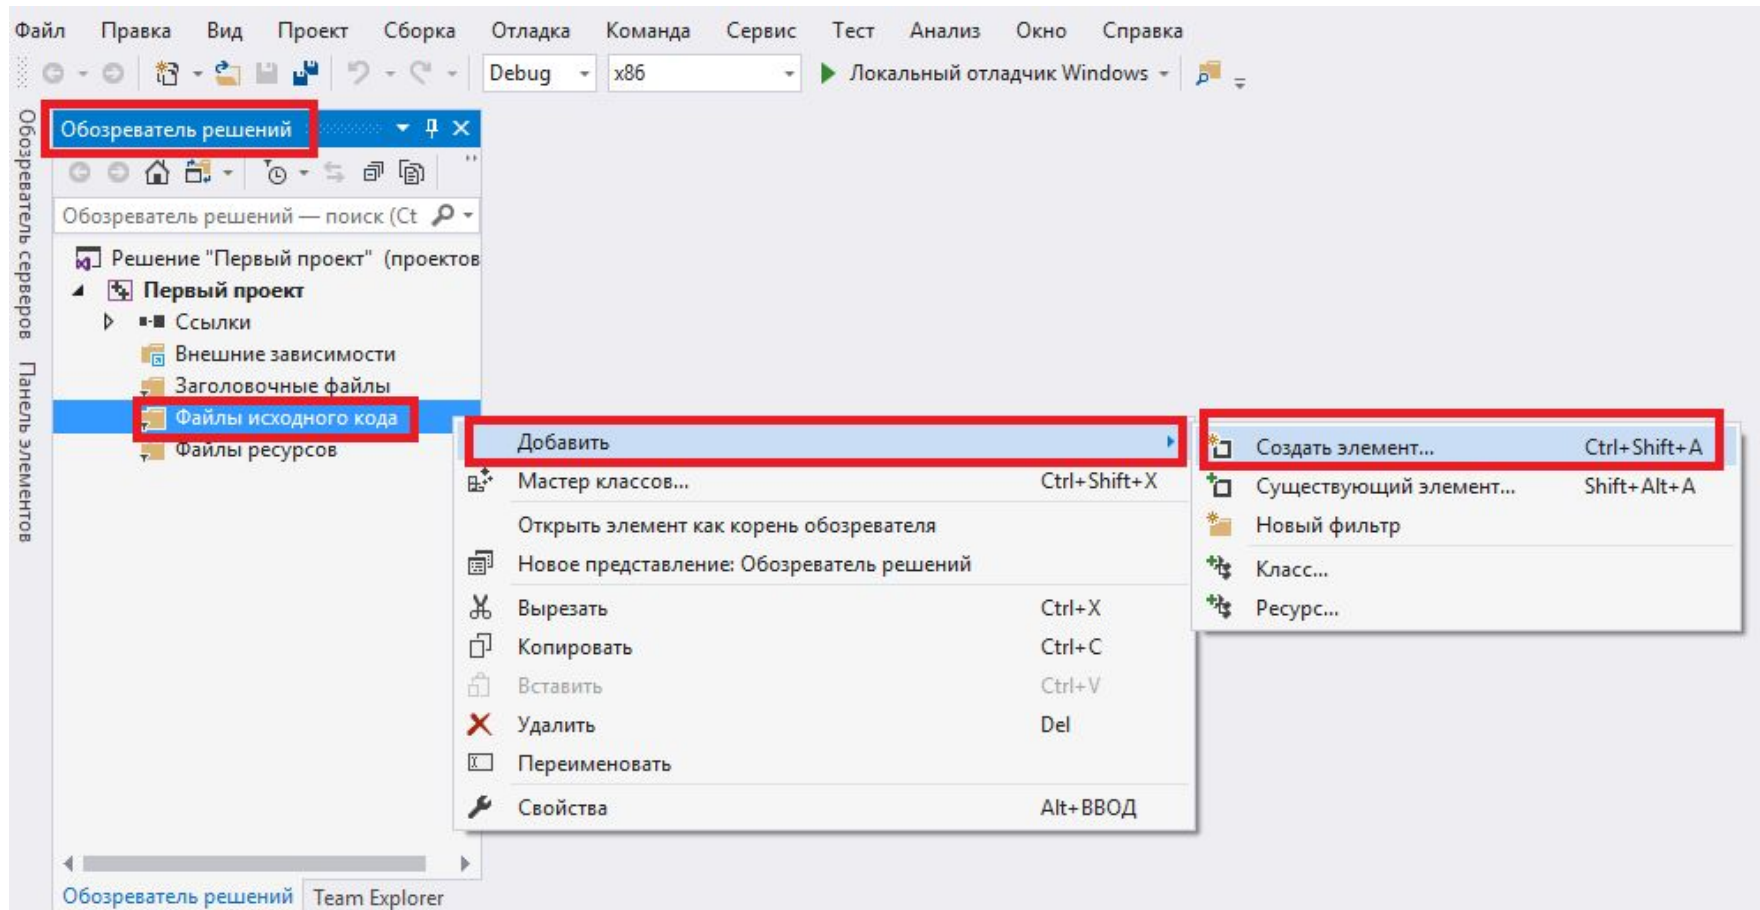 Файл Правка Вид Проект Сборка Отладка Команда Сервис Тест Анализ Окно Справка
Debug x86 Локальный отладчик Windows
Обозреватель серверов
Панель элементов
Обозреватель решений
Обозреватель решений — поиск (Ct
Решение "Первый проект" (проектов
Первый проект
Ссылки
Внешние зависимости
Заголовочные файлы
Файлы исходного кода
Файлы ресурсов
Добавить
Мастер классов... Ctrl+Shift+X
Открыть элемент как корень обозревателя
Новое представление: Обозреватель решений
Вырезать Ctrl+X
Копировать Ctrl+C
Вставить Ctrl+V
Удалить Del
Переименовать
Свойства Alt+ВВОД
Создать элемент... Ctrl+Shift+A
Существующий элемент... Shift+Alt+A
Новый фильтр
Класс...
Ресурс...
Обозреватель решений Team Explorer